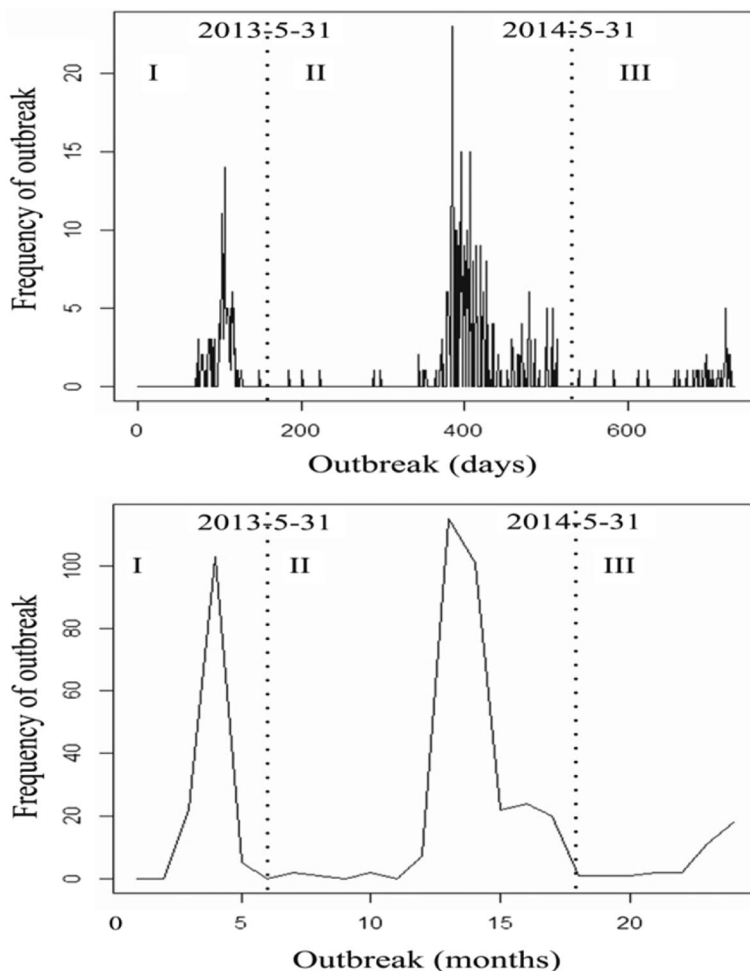 2013-5-31 2014-5-31
I II III
Frequency of outbreak
20
15
10
5
0
0 200 400 600
Outbreak (days)
2013-5-31 2014-5-31
I II III
Frequency of outbreak
100
80
60
40
20
0
0 5 10 15 20
Outbreak (months)